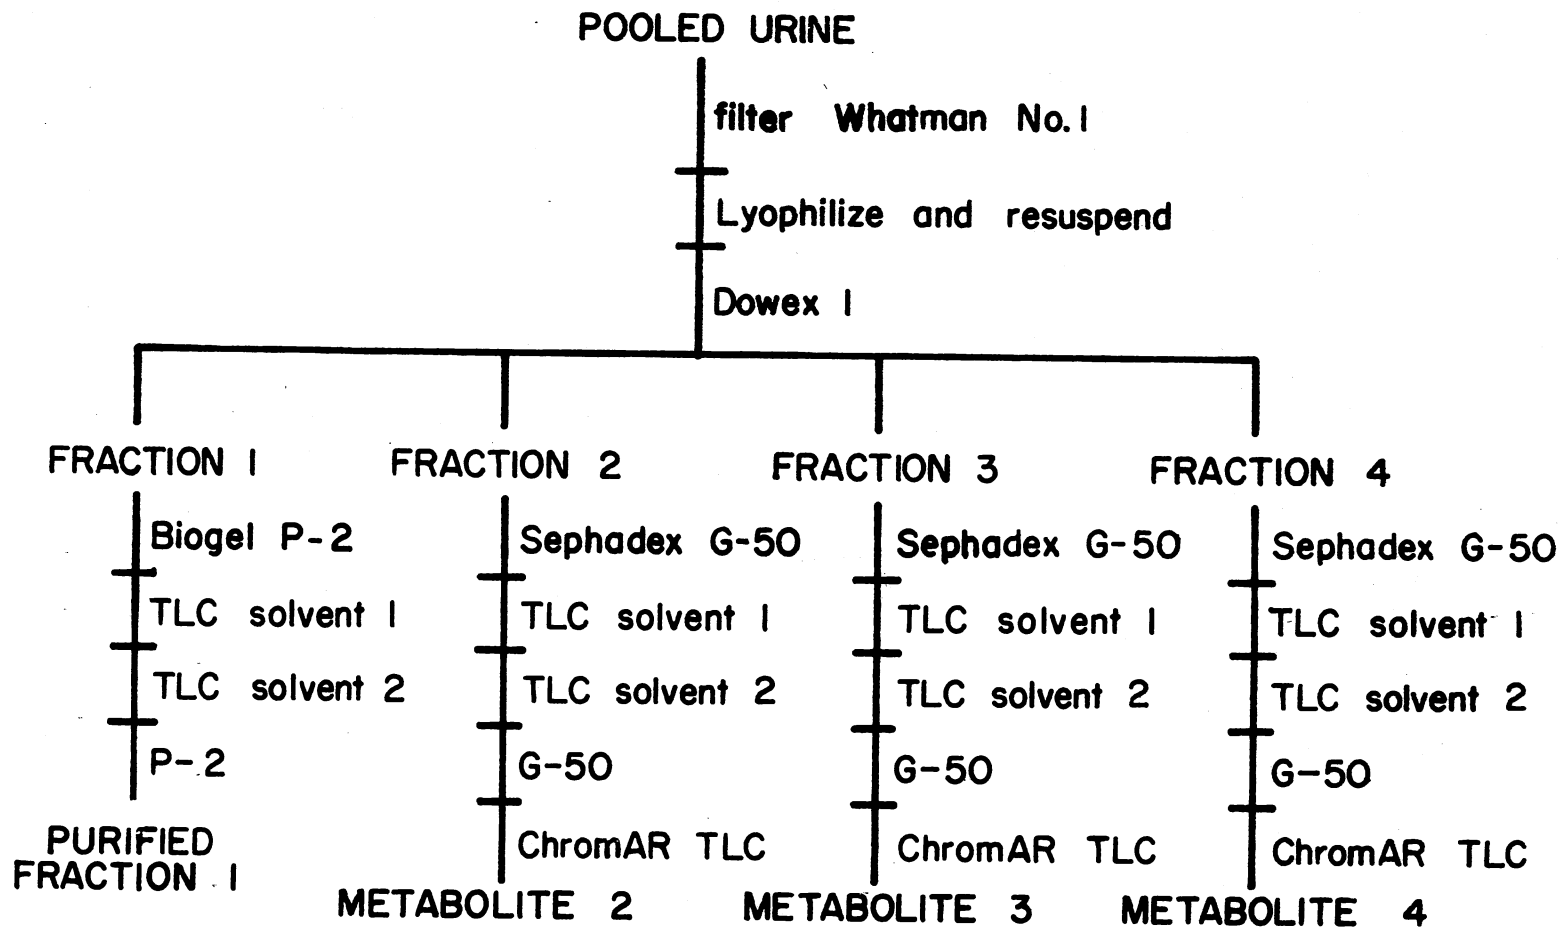 POOLED URINE
filter Whatman No. 1
Lyophilize and resuspend
Dowex 1
FRACTION 1
Biogel P-2
TLC solvent 1
TLC solvent 2
P-2
PURIFIED
FRACTION 1
FRACTION 2
Sephadex G-50
TLC solvent 1
TLC solvent 2
G-50
ChromAR TLC
METABOLITE 2
FRACTION 3
Sephadex G-50
TLC solvent 1
TLC solvent 2
G-50
ChromAR TLC
METABOLITE 3
FRACTION 4
Sephadex G-50
TLC solvent 1
TLC solvent 2
G-50
ChromAR TLC
METABOLITE 4